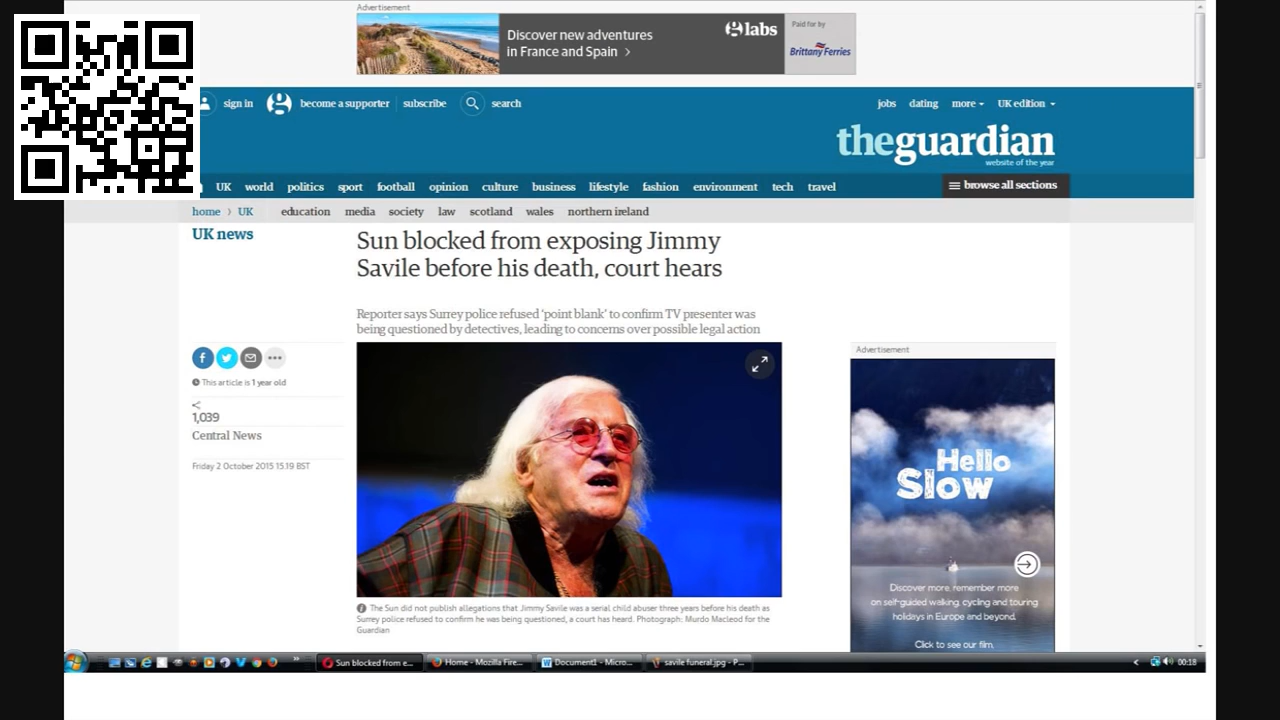 Advertisement
Discover new adventures
in France and Spain
g labs
Paid for by
Brittany Ferries
sign in
become a supporter
subscribe
search
jobs
dating
more
UK edition
theguardian
website of the year
UK world politics sport football opinion culture business lifestyle fashion environment tech travel
browse all sections
home › UK education media society law scotland wales northern ireland
UK news
Sun blocked from exposing Jimmy
Savile before his death, court hears
Reporter says Surrey police refused ‘point blank’ to confirm TV presenter was
being questioned by detectives, leading to concerns over possible legal action
This article is 1 year old
1,039
Central News
Friday 2 October 2015 15.19 BST
The Sun did not publish allegations that Jimmy Savile was a serial child abuser three years before his death as
Surrey police refused to confirm he was being questioned, a court has heard. Photograph: Murdo Macleod for the
Guardian
Advertisement
Hello
Slow
Discover more, remember more
on self-guided walking, cycling and touring
holidays in Europe and beyond.
Click to see our film.
Sun blocked from e...
Home - Mozilla Fire...
Document1 - Micro...
savile funeral.jpg - P...
00:18